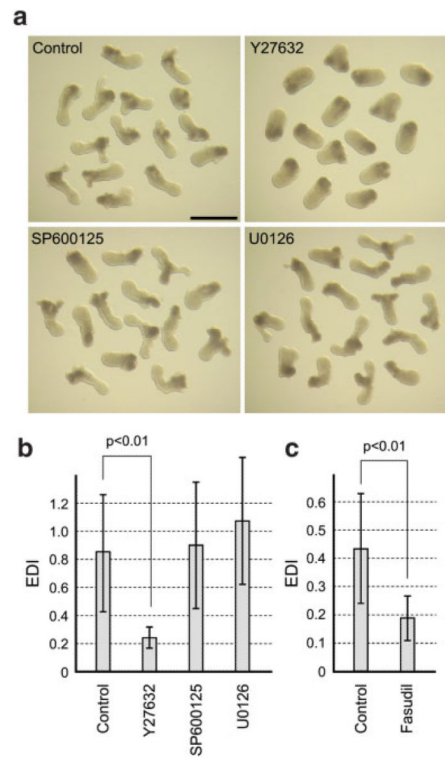 a
Control
Y27632
SP600125
U0126
b
p<0.01
EDI
1.2
1.0
0.8
0.6
0.4
0.2
0
Control
Y27632
SP600125
U0126
c
p<0.01
EDI
0.6
0.5
0.4
0.3
0.2
0.1
0
Control
Fasudil